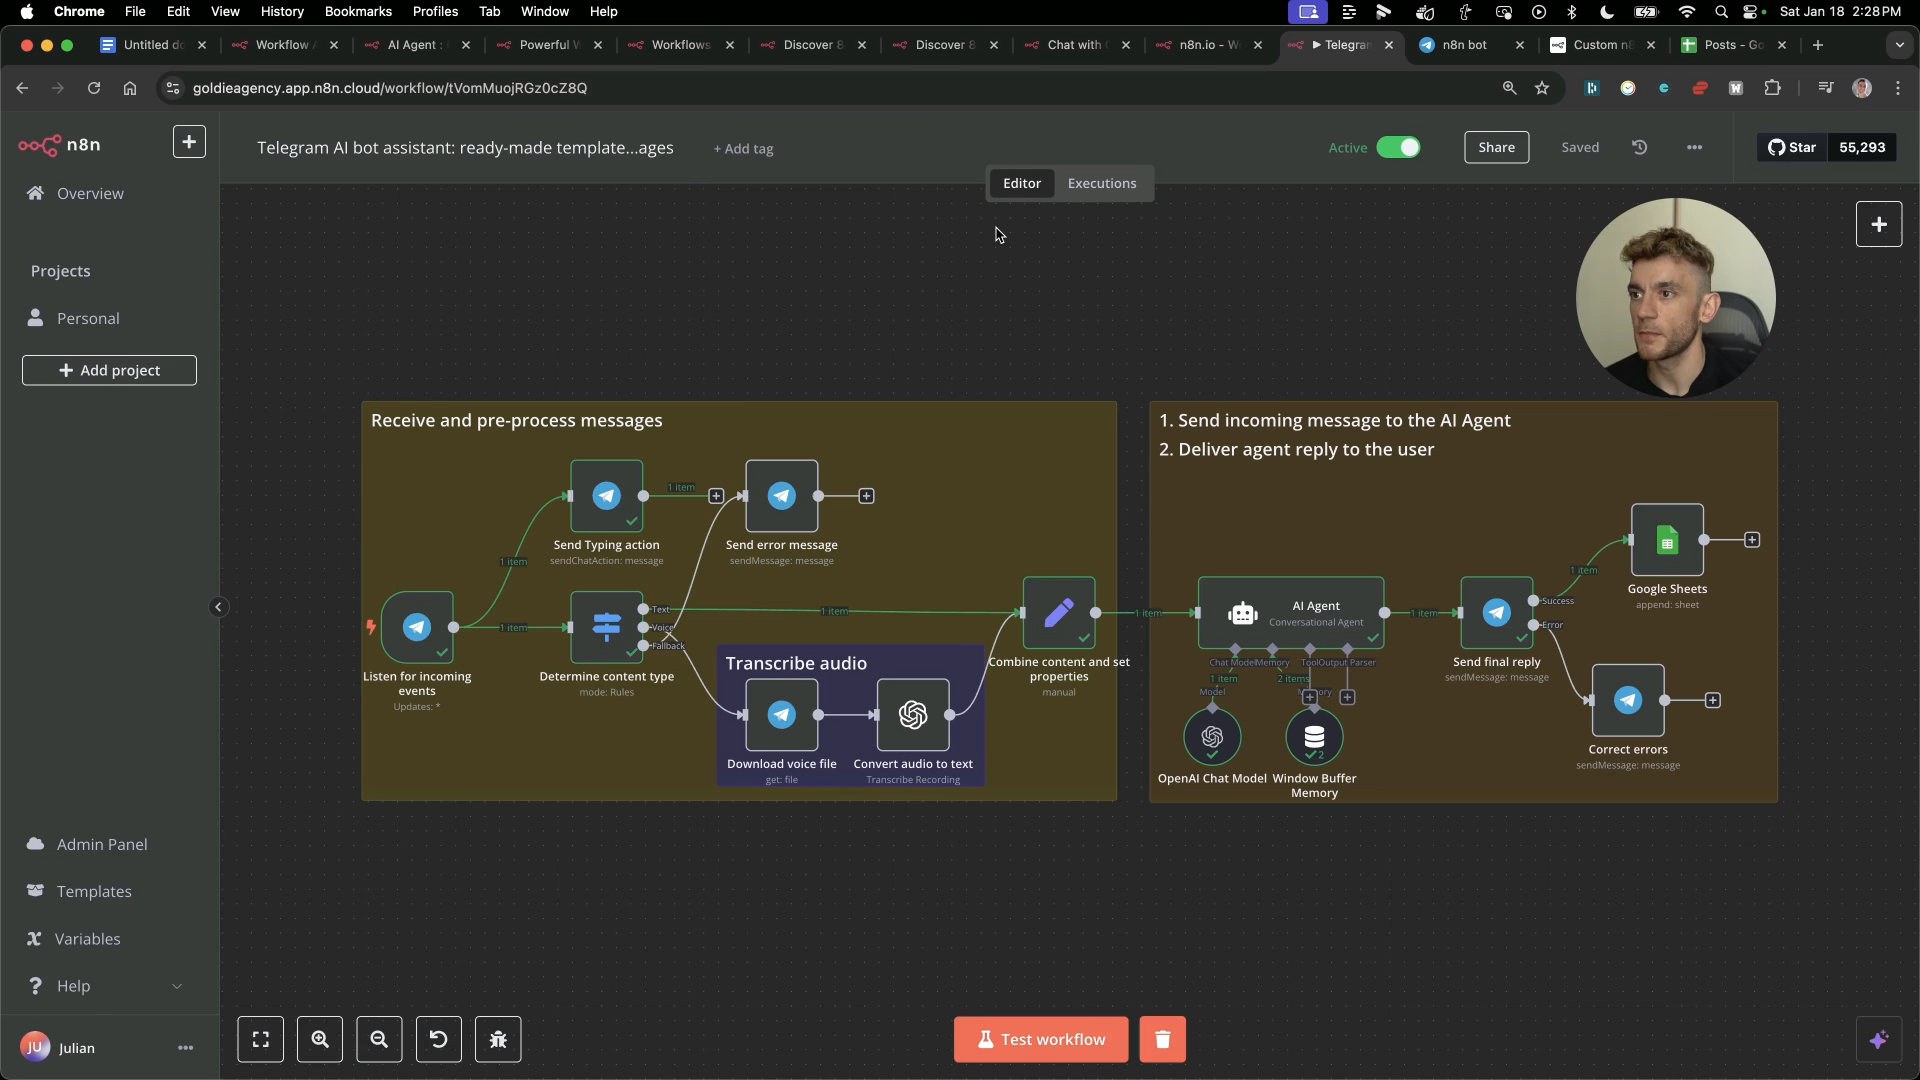 Chrome File Edit View History Bookmarks Profiles Tab Window Help
Sat Jan 18 2:28 PM
Untitled do
Workflow A
AI Agent :
Powerful W
Workflows
Discover 8
Discover 8
Chat with
n8n.io - W
Telegram
n8n bot
Custom n8
Posts - Go
goldieagency.app.n8n.cloud/workflow/tVomMuojRGz0cZ8Q
n8n
Telegram AI bot assistant: ready-made template...ages
+ Add tag
Active
Share
Saved
Star
55,293
Editor
Executions
Overview
Projects
Personal
Add project
Admin Panel
Templates
Variables
Help
JU
Julian
Receive and pre-process messages
Send Typing action
sendChatAction: message
1 item
Send error message
sendMessage: message
1 item
Listen for incoming
events
Updates: *
1 item
Determine content type
mode: Rules
Text
Voice
Fallback
1 item
Transcribe audio
Download voice file
get: file
Convert audio to text
Transcribe Recording
Combine content and set
properties
manual
1 item
1. Send incoming message to the AI Agent
2. Deliver agent reply to the user
AI Agent
Conversational Agent
Chat Model
Memory
Tool
Output Parser
1 item
2 items
Model
OpenAI Chat Model
2
Window Buffer
Memory
1 item
Send final reply
sendMessage: message
Success
Error
1 item
Google Sheets
append: sheet
Correct errors
sendMessage: message
Test workflow